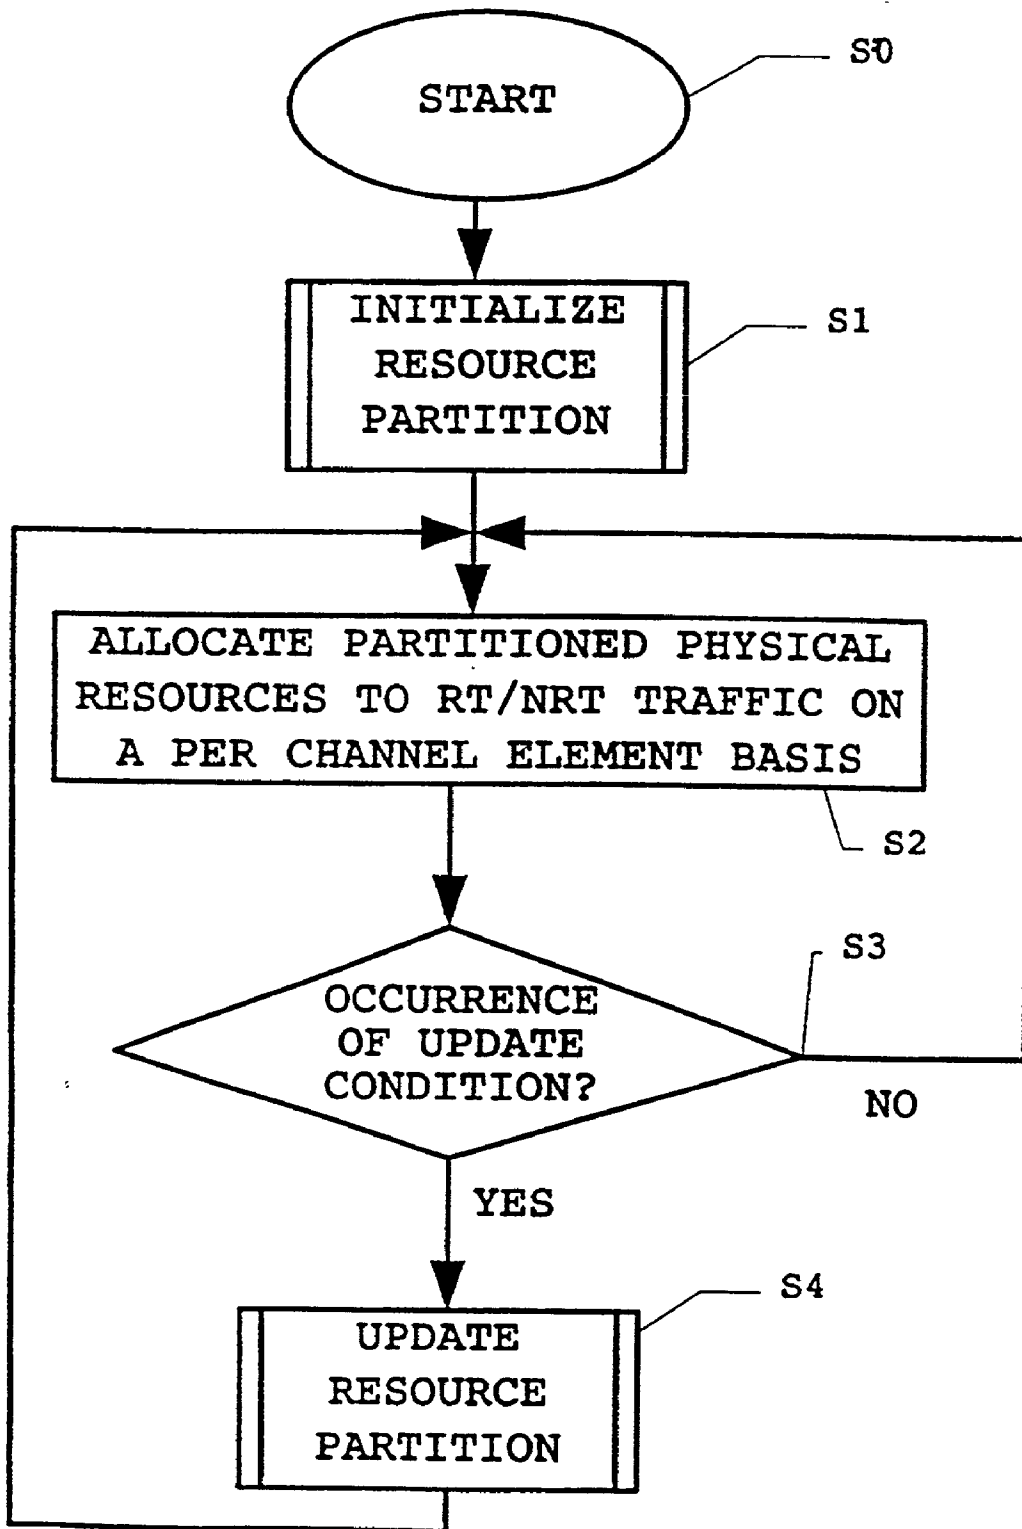 START
S0
INITIALIZE
RESOURCE
PARTITION
S1
ALLOCATE PARTITIONED PHYSICAL
RESOURCES TO RT/NRT TRAFFIC ON
A PER CHANNEL ELEMENT BASIS
S2
S3
OCCURRENCE
OF UPDATE
CONDITION?
NO
YES
S4
UPDATE
RESOURCE
PARTITION